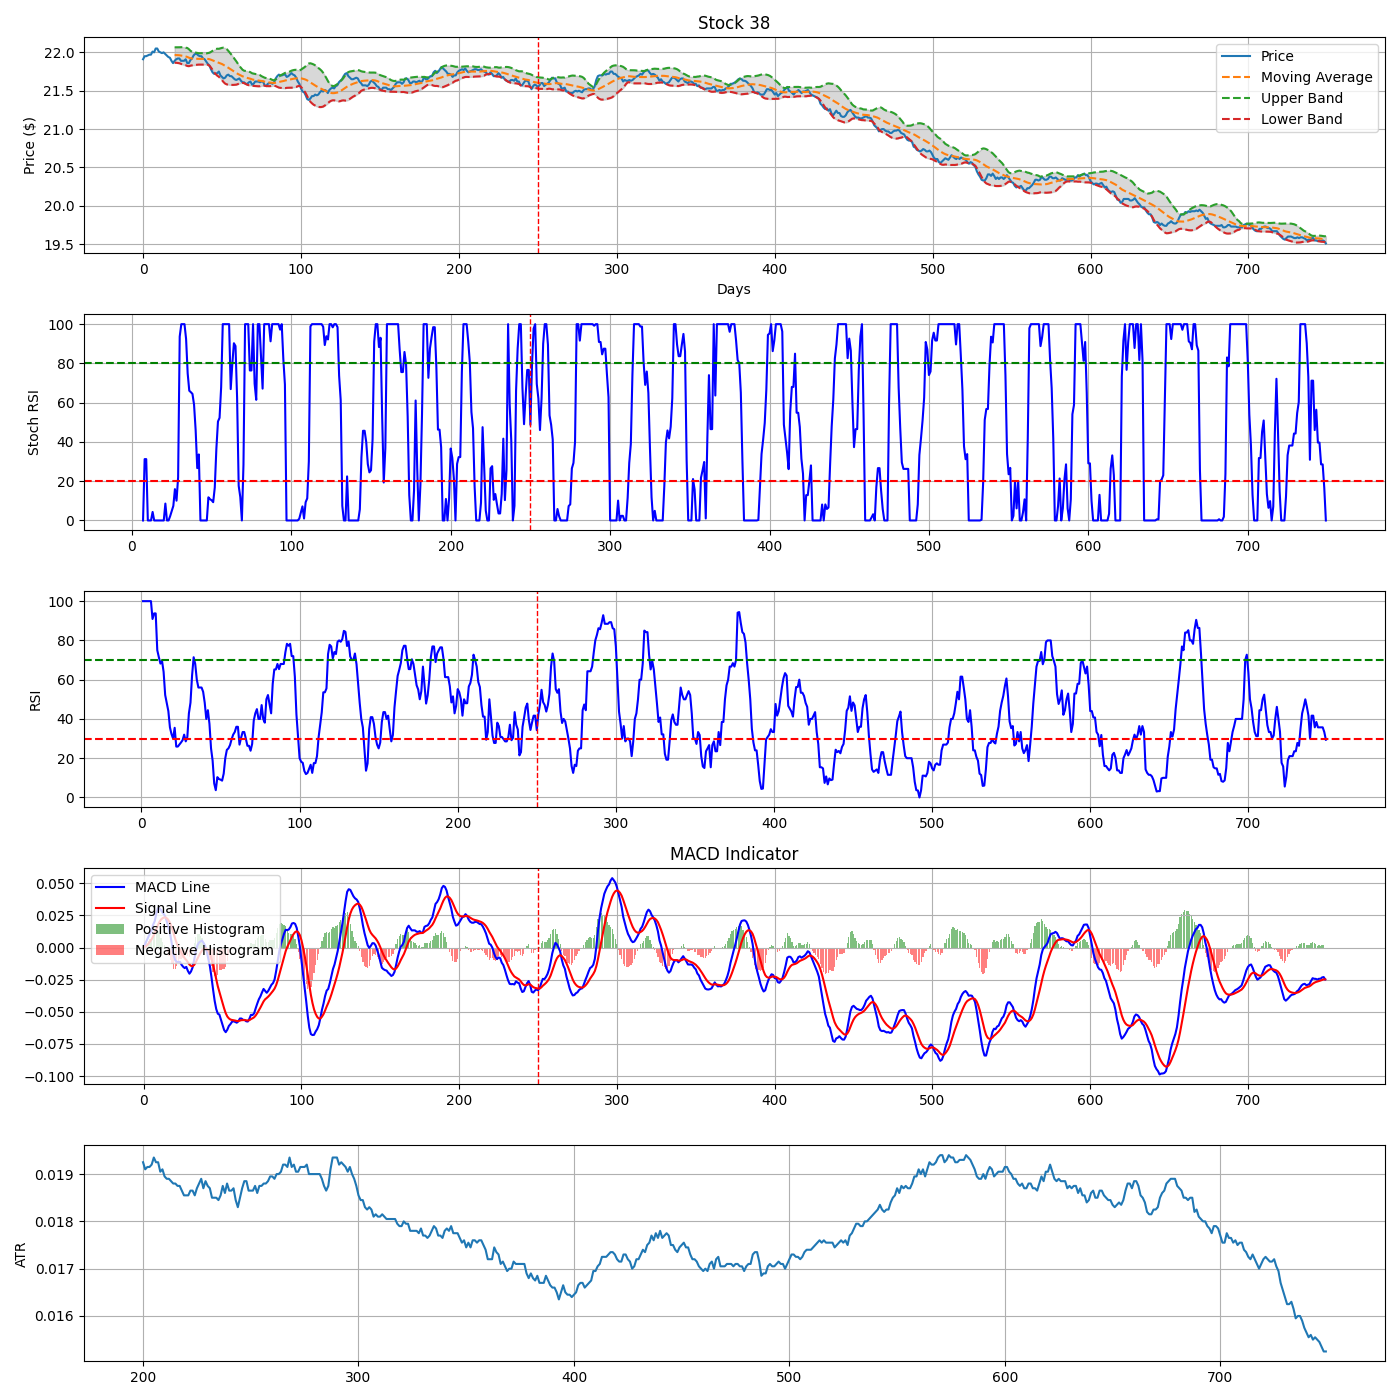 Stock 38
22.0
21.5
21.0
20.5
20.0
19.5
Price ($)
Price
Moving Average
Upper Band
Lower Band
0 100 200 300 400 500 600 700
Days
100
80
60
40
20
0
Stoch RSI
0 100 200 300 400 500 600 700
100
80
60
40
20
0
RSI
0 100 200 300 400 500 600 700
MACD Indicator
0.050
0.025
0.000
−0.025
−0.050
−0.075
−0.100
MACD Line
Signal Line
Positive Histogram
Negative Histogram
0 100 200 300 400 500 600 700
0.019
0.018
0.017
0.016
ATR
200 300 400 500 600 700